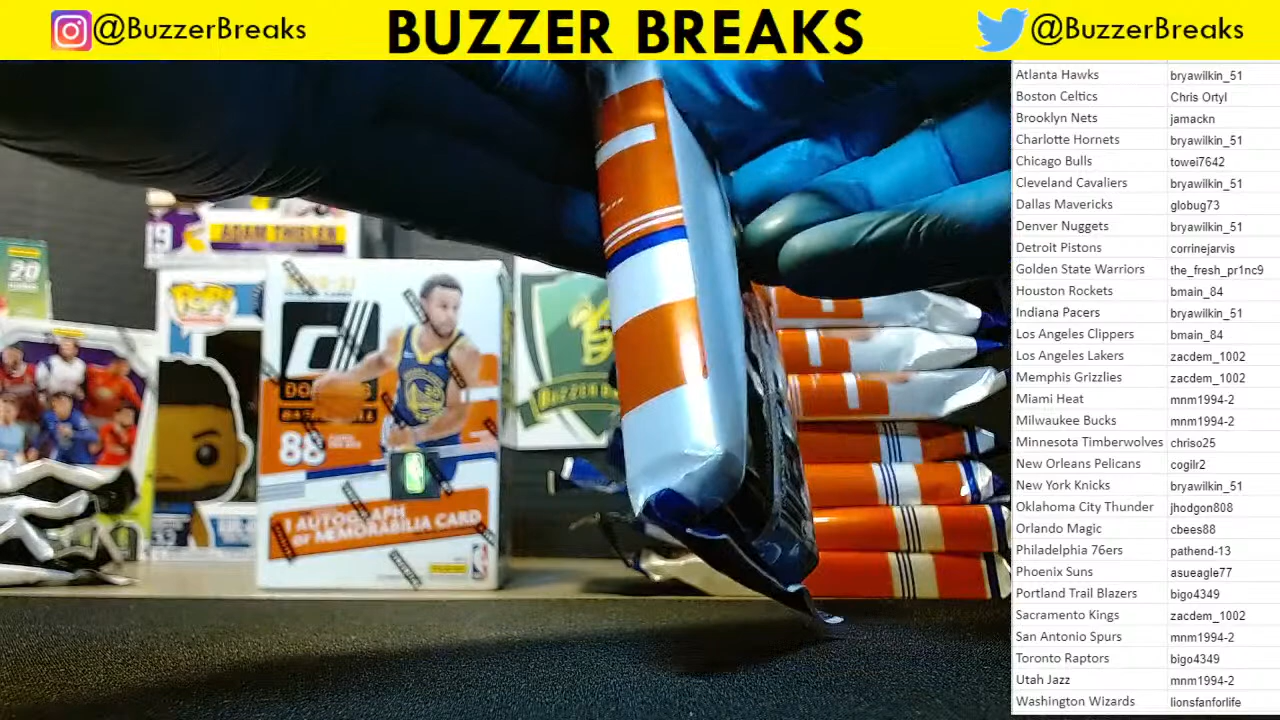 @BuzzerBreaks
BUZZER BREAKS
@BuzzerBreaks
Atlanta Hawks bryawilkin_51
Boston Celtics Chris Ortyl
Brooklyn Nets jamackn
Charlotte Hornets bryawilkin_51
Chicago Bulls towei7642
Cleveland Cavaliers bryawilkin_51
Dallas Mavericks globug73
Denver Nuggets bryawilkin_51
Detroit Pistons corrinejarvis
Golden State Warriors the_fresh_pr1nc9
Houston Rockets bmain_84
Indiana Pacers bryawilkin_51
Los Angeles Clippers bmain_84
Los Angeles Lakers zacdem_1002
Memphis Grizzlies zacdem_1002
Miami Heat mnm1994-2
Milwaukee Bucks mnm1994-2
Minnesota Timberwolves chriso25
New Orleans Pelicans cogilr2
New York Knicks bryawilkin_51
Oklahoma City Thunder jhodgon808
Orlando Magic cbees88
Philadelphia 76ers pathend-13
Phoenix Suns asueagle77
Portland Trail Blazers bigo4349
Sacramento Kings zacdem_1002
San Antonio Spurs mnm1994-2
Toronto Raptors bigo4349
Utah Jazz mnm1994-2
Washington Wizards lionsfanforlife
19
ADAM THIELEN
20
POP!
88
1 AUTOGRAPH
or MEMORABILIA CARD